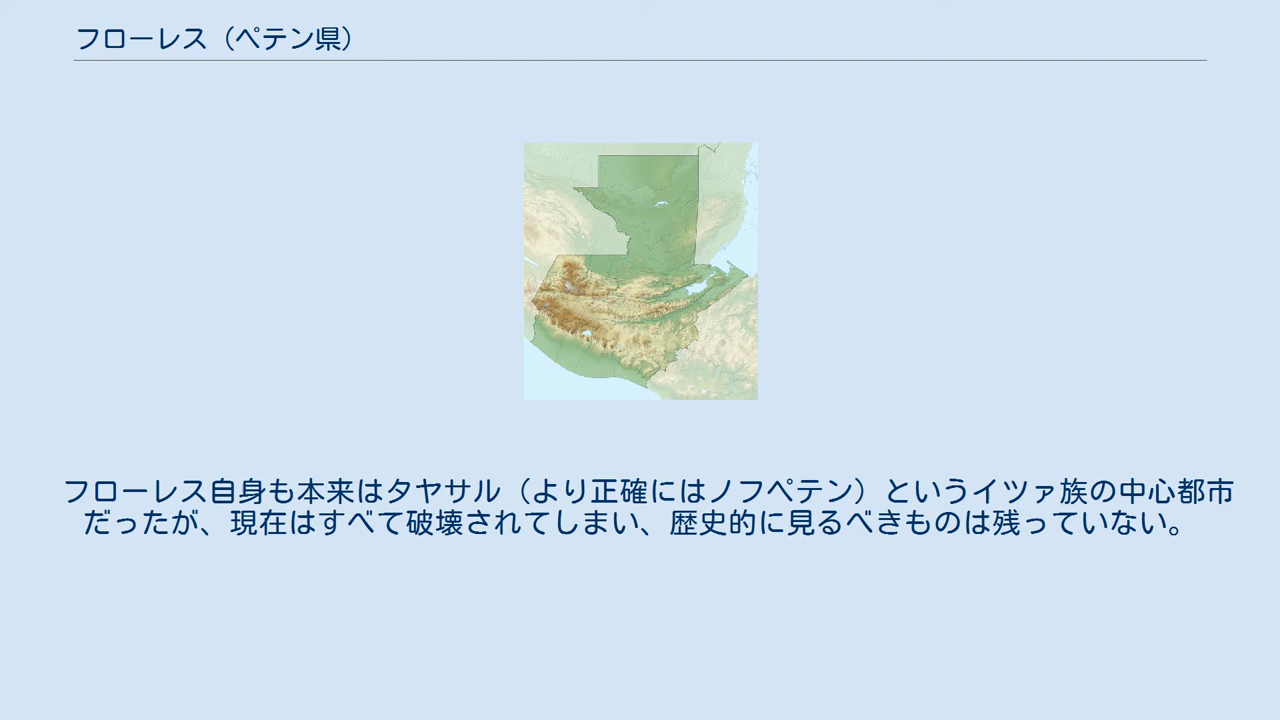 フローレス（ペテン県）
フローレス自身も本来はタヤサル（より正確にはノフペテン）というイツァ族の中心都市
だったが、現在はすべて破壊されてしまい、歴史的に見るべきものは残っていない。